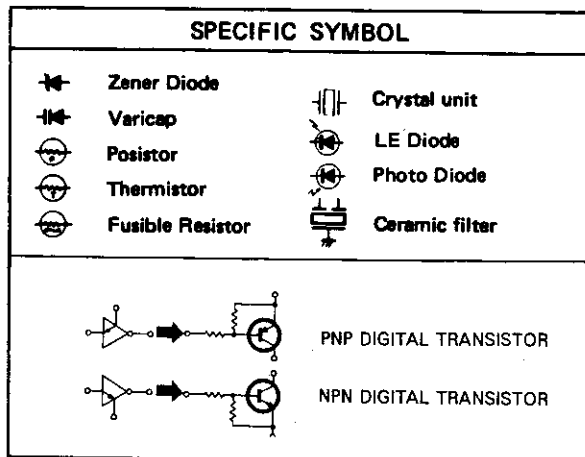 SPECIFIC SYMBOL
Zener Diode
Varicap
Posistor
Thermistor
Fusible Resistor
Crystal unit
LE Diode
Photo Diode
Ceramic filter
PNP DIGITAL TRANSISTOR
NPN DIGITAL TRANSISTOR